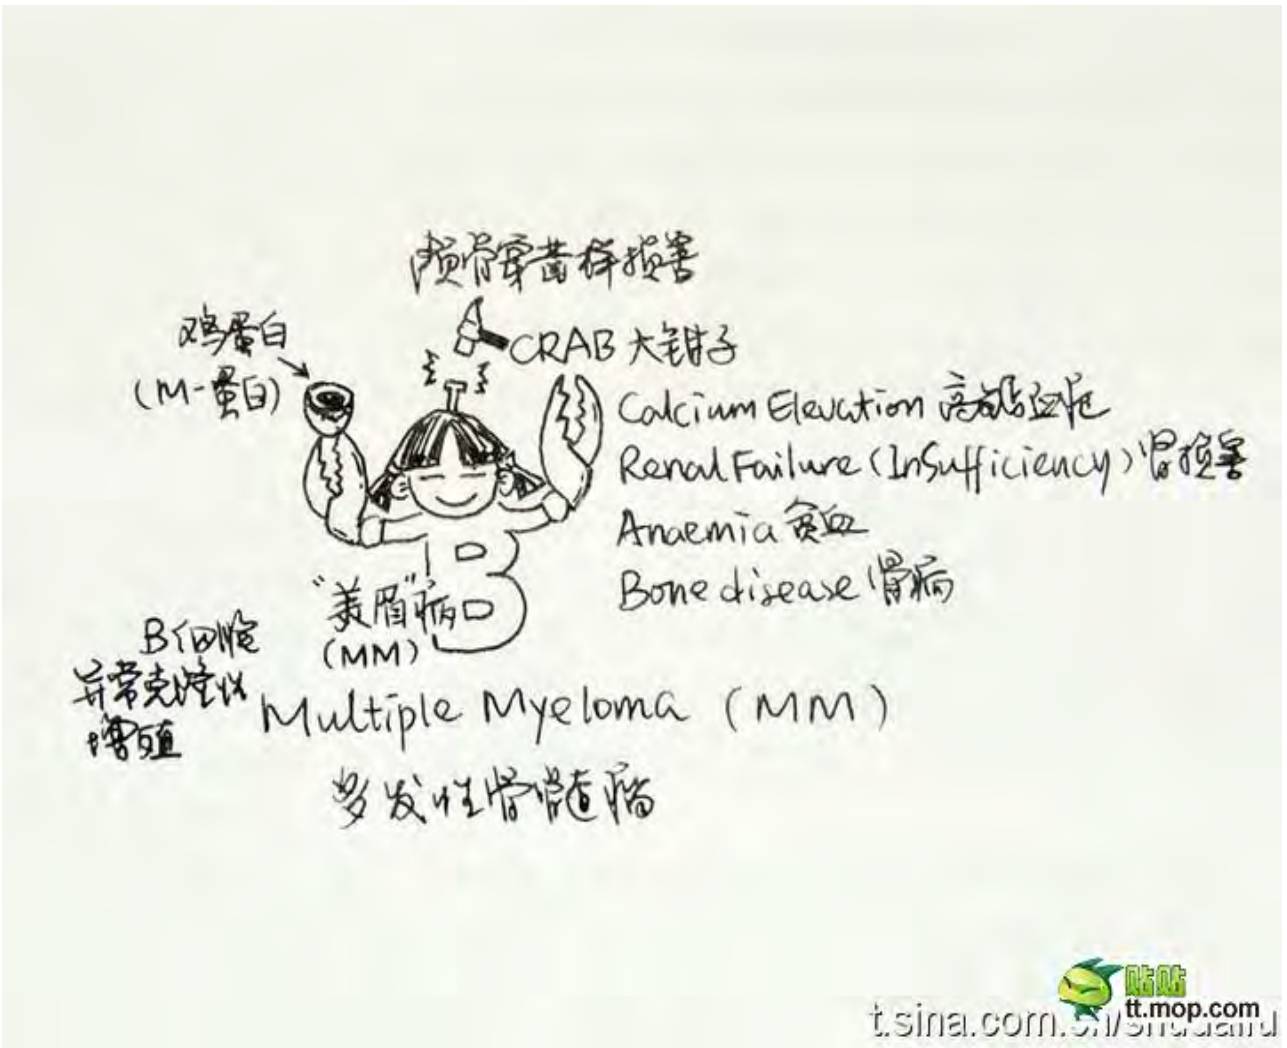 颅骨穿凿样损害
鸡蛋白
(M-蛋白)
CRAB 大钳子
Calcium Elevation 高钙血症
Renal Failure (Insufficiency) 肾损害
Anaemia 贫血
Bone disease 骨病
B
"美眉"病
(MM)
B细胞
异常克隆性
增殖
Multiple Myeloma (MM)
多发性骨髓瘤
贴贴
tt.mop.com
t.sina.com.cn/